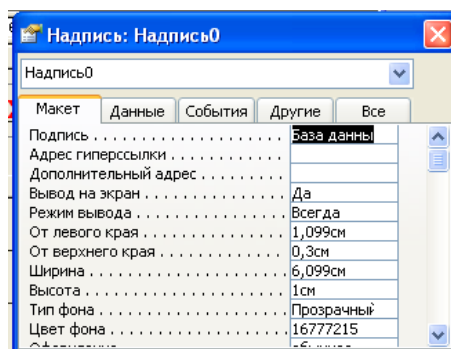 Надпись: Надпись0
Надпись0
Макет Данные События Другие Все
Подпись . . . . . . . . . . . . . . . . . . . . База данны
Адрес гиперссылки . . . . . . . . . . . .
Дополнительный адрес . . . . . . . . .
Вывод на экран . . . . . . . . . . . . . . . Да
Режим вывода . . . . . . . . . . . . . . . . Всегда
От левого края . . . . . . . . . . . . . . . 1,099см
От верхнего края . . . . . . . . . . . . . 0,3см
Ширина . . . . . . . . . . . . . . . . . . . . . 6,099см
Высота . . . . . . . . . . . . . . . . . . . . . 1см
Тип фона . . . . . . . . . . . . . . . . . . . . Прозрачный
Цвет фона . . . . . . . . . . . . . . . . . . . 16777215